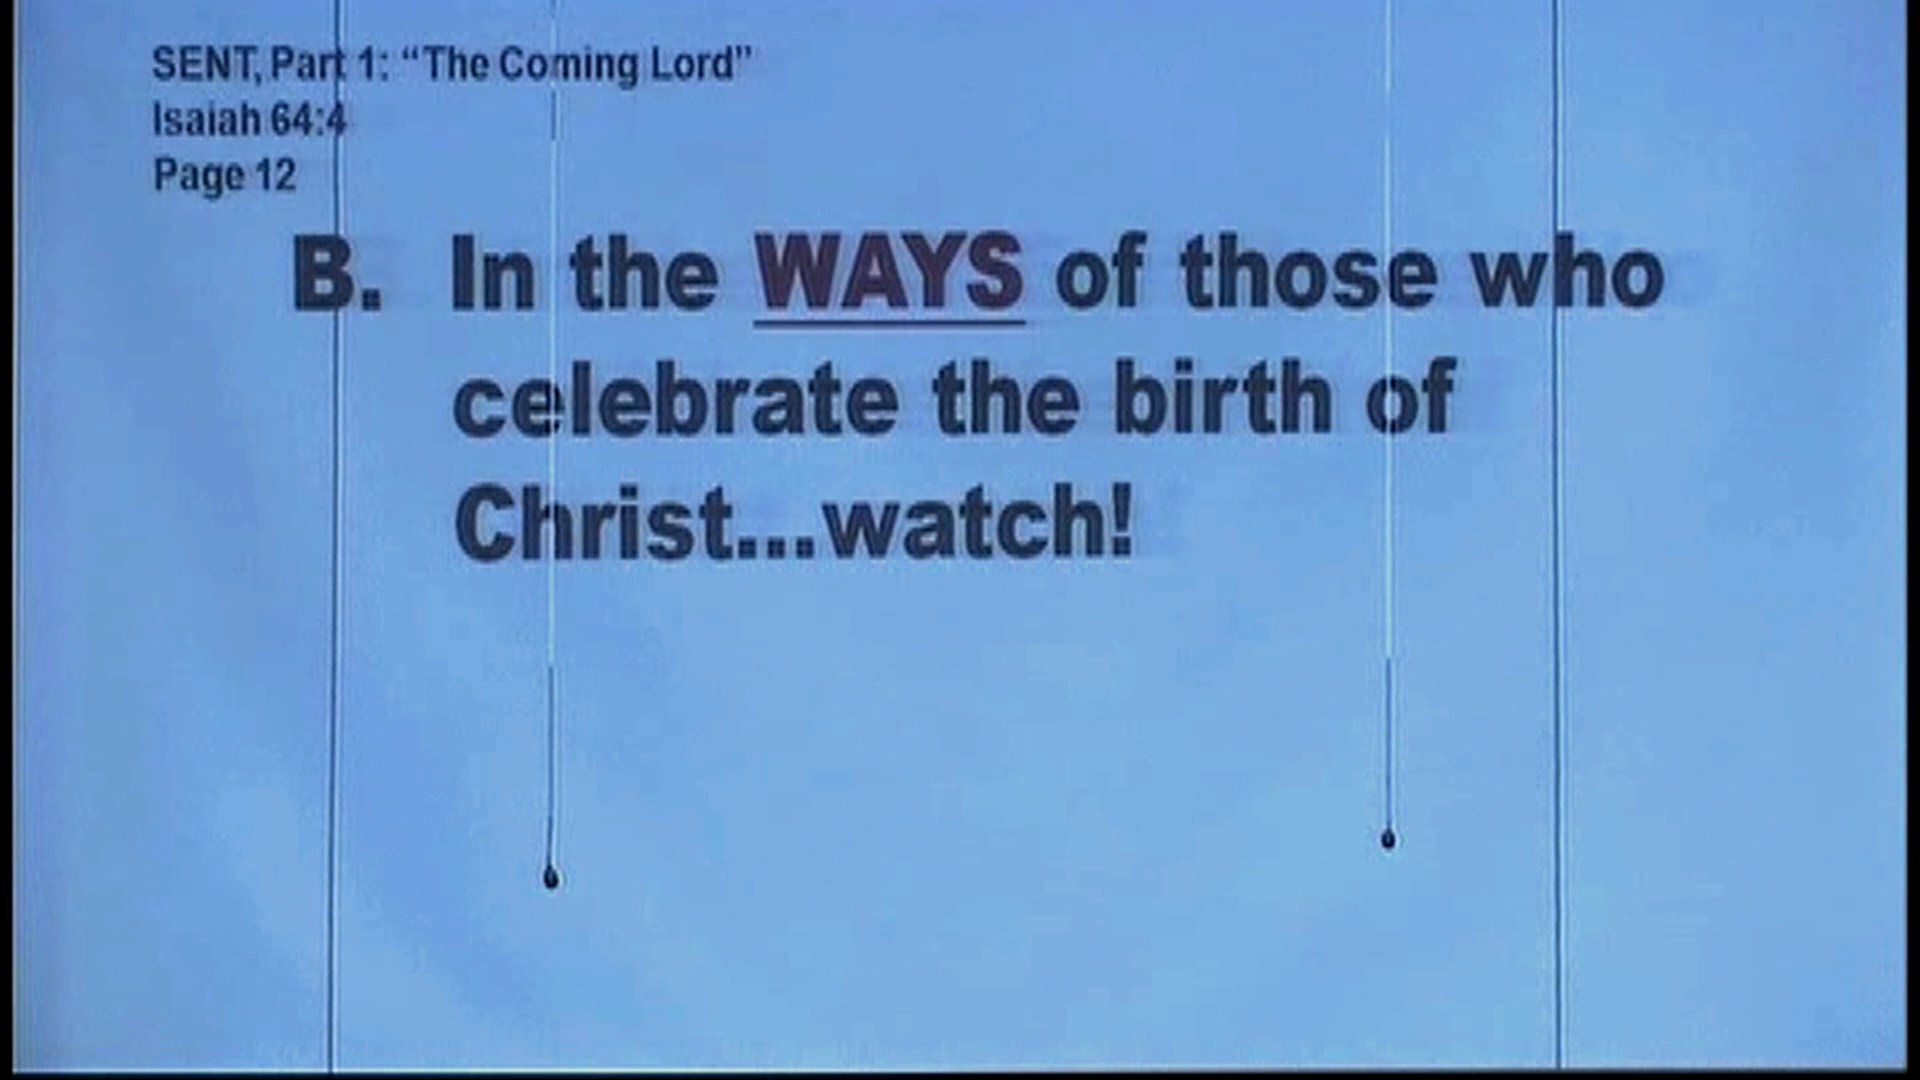 SENT, Part 1: “The Coming Lord”
Isaiah 64:4
Page 12
B. In the WAYS of those who
celebrate the birth of
Christ...watch!